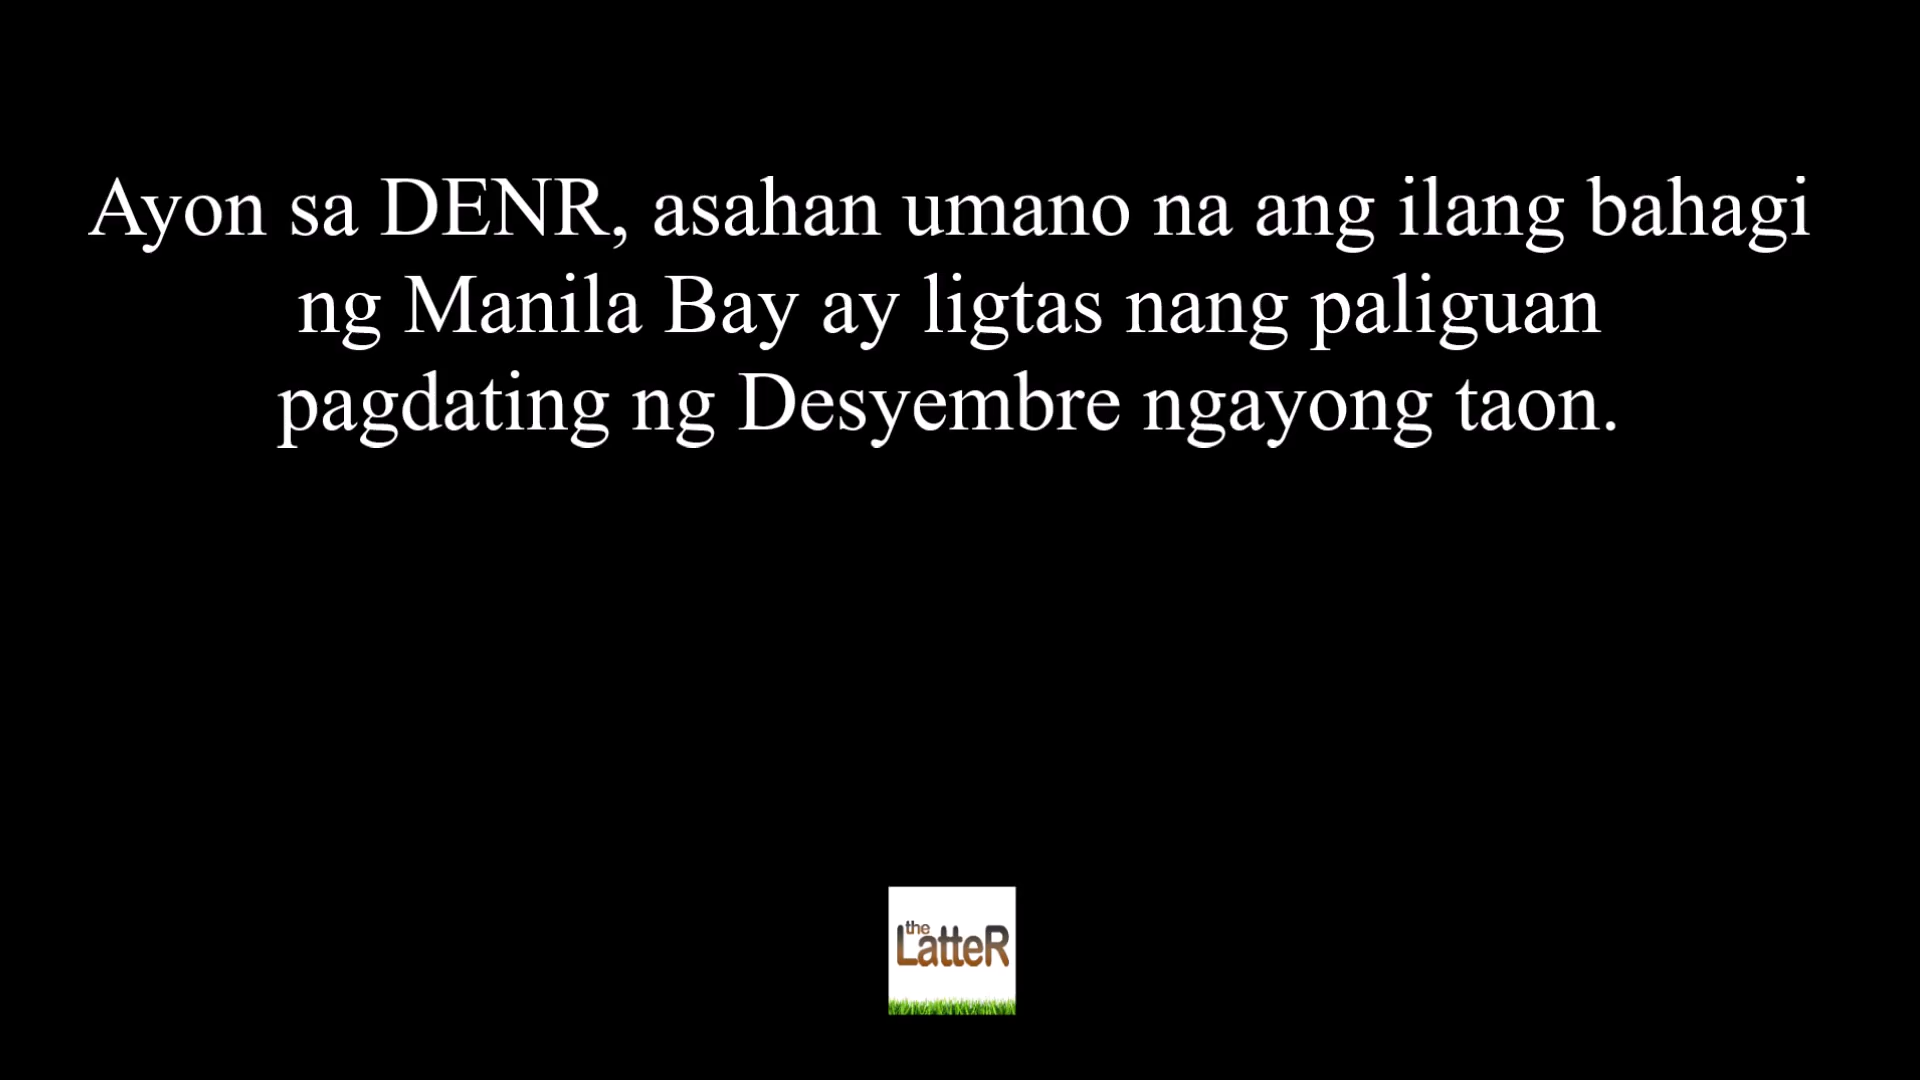 Ayon sa DENR, asahan umano na ang ilang bahagi
ng Manila Bay ay ligtas nang paliguan
pagdating ng Desyembre ngayong taon.
the
LatteR